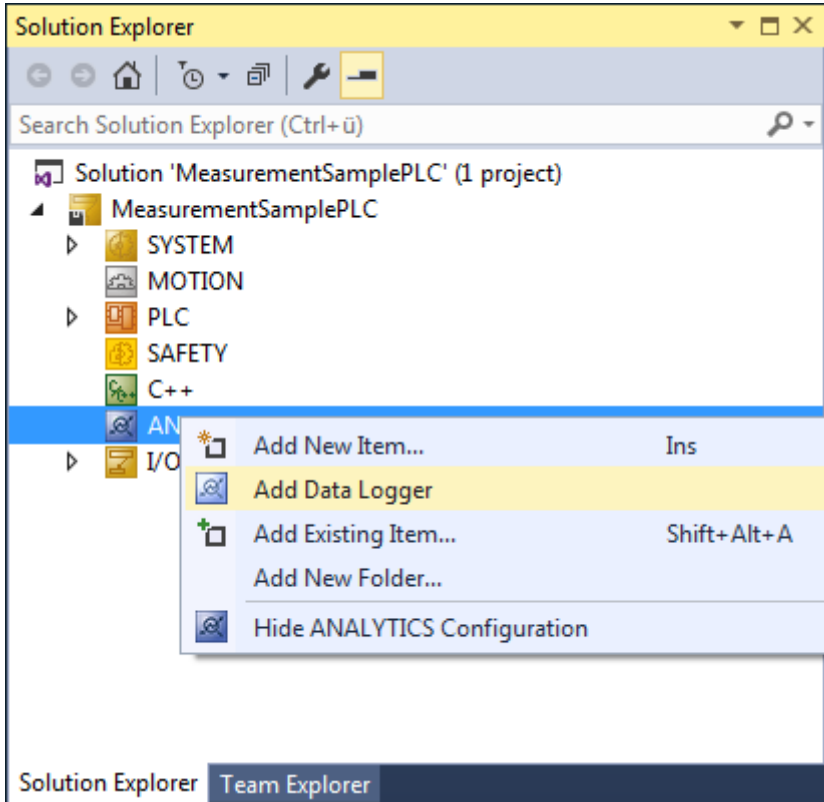 Solution Explorer
Search Solution Explorer (Ctrl+ü)
Solution 'MeasurementSamplePLC' (1 project)
MeasurementSamplePLC
SYSTEM
MOTION
PLC
SAFETY
C++
AN
I/O
Add New Item... Ins
Add Data Logger
Add Existing Item... Shift+Alt+A
Add New Folder...
Hide ANALYTICS Configuration
Solution Explorer Team Explorer